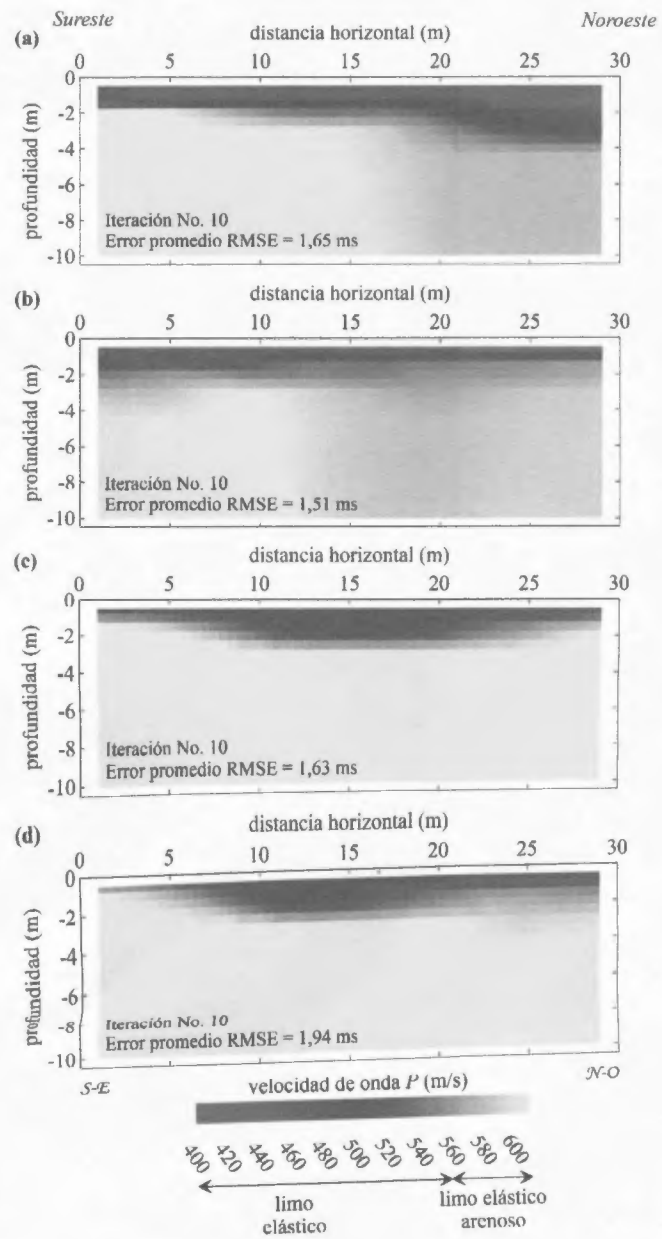 Sureste
Noroeste
(a)
distancia horizontal (m)
0 5 10 15 20 25 30
profundidad (m)
0
-2
-4
-6
-8
-10
Iteración No. 10
Error promedio RMSE = 1,65 ms
(b)
distancia horizontal (m)
0 5 10 15 20 25 30
profundidad (m)
0
-2
-4
-6
-8
-10
Iteración No. 10
Error promedio RMSE = 1,51 ms
(c)
distancia horizontal (m)
0 5 10 15 20 25 30
profundidad (m)
0
-2
-4
-6
-8
-10
Iteración No. 10
Error promedio RMSE = 1,63 ms
(d)
distancia horizontal (m)
0 5 10 15 20 25 30
profundidad (m)
0
-2
-4
-6
-8
-10
Iteración No. 10
Error promedio RMSE = 1,94 ms
S-E
N-O
velocidad de onda P (m/s)
400 420 440 460 480 500 520 540 560 580 600
limo
elástico
limo elástico
arenoso